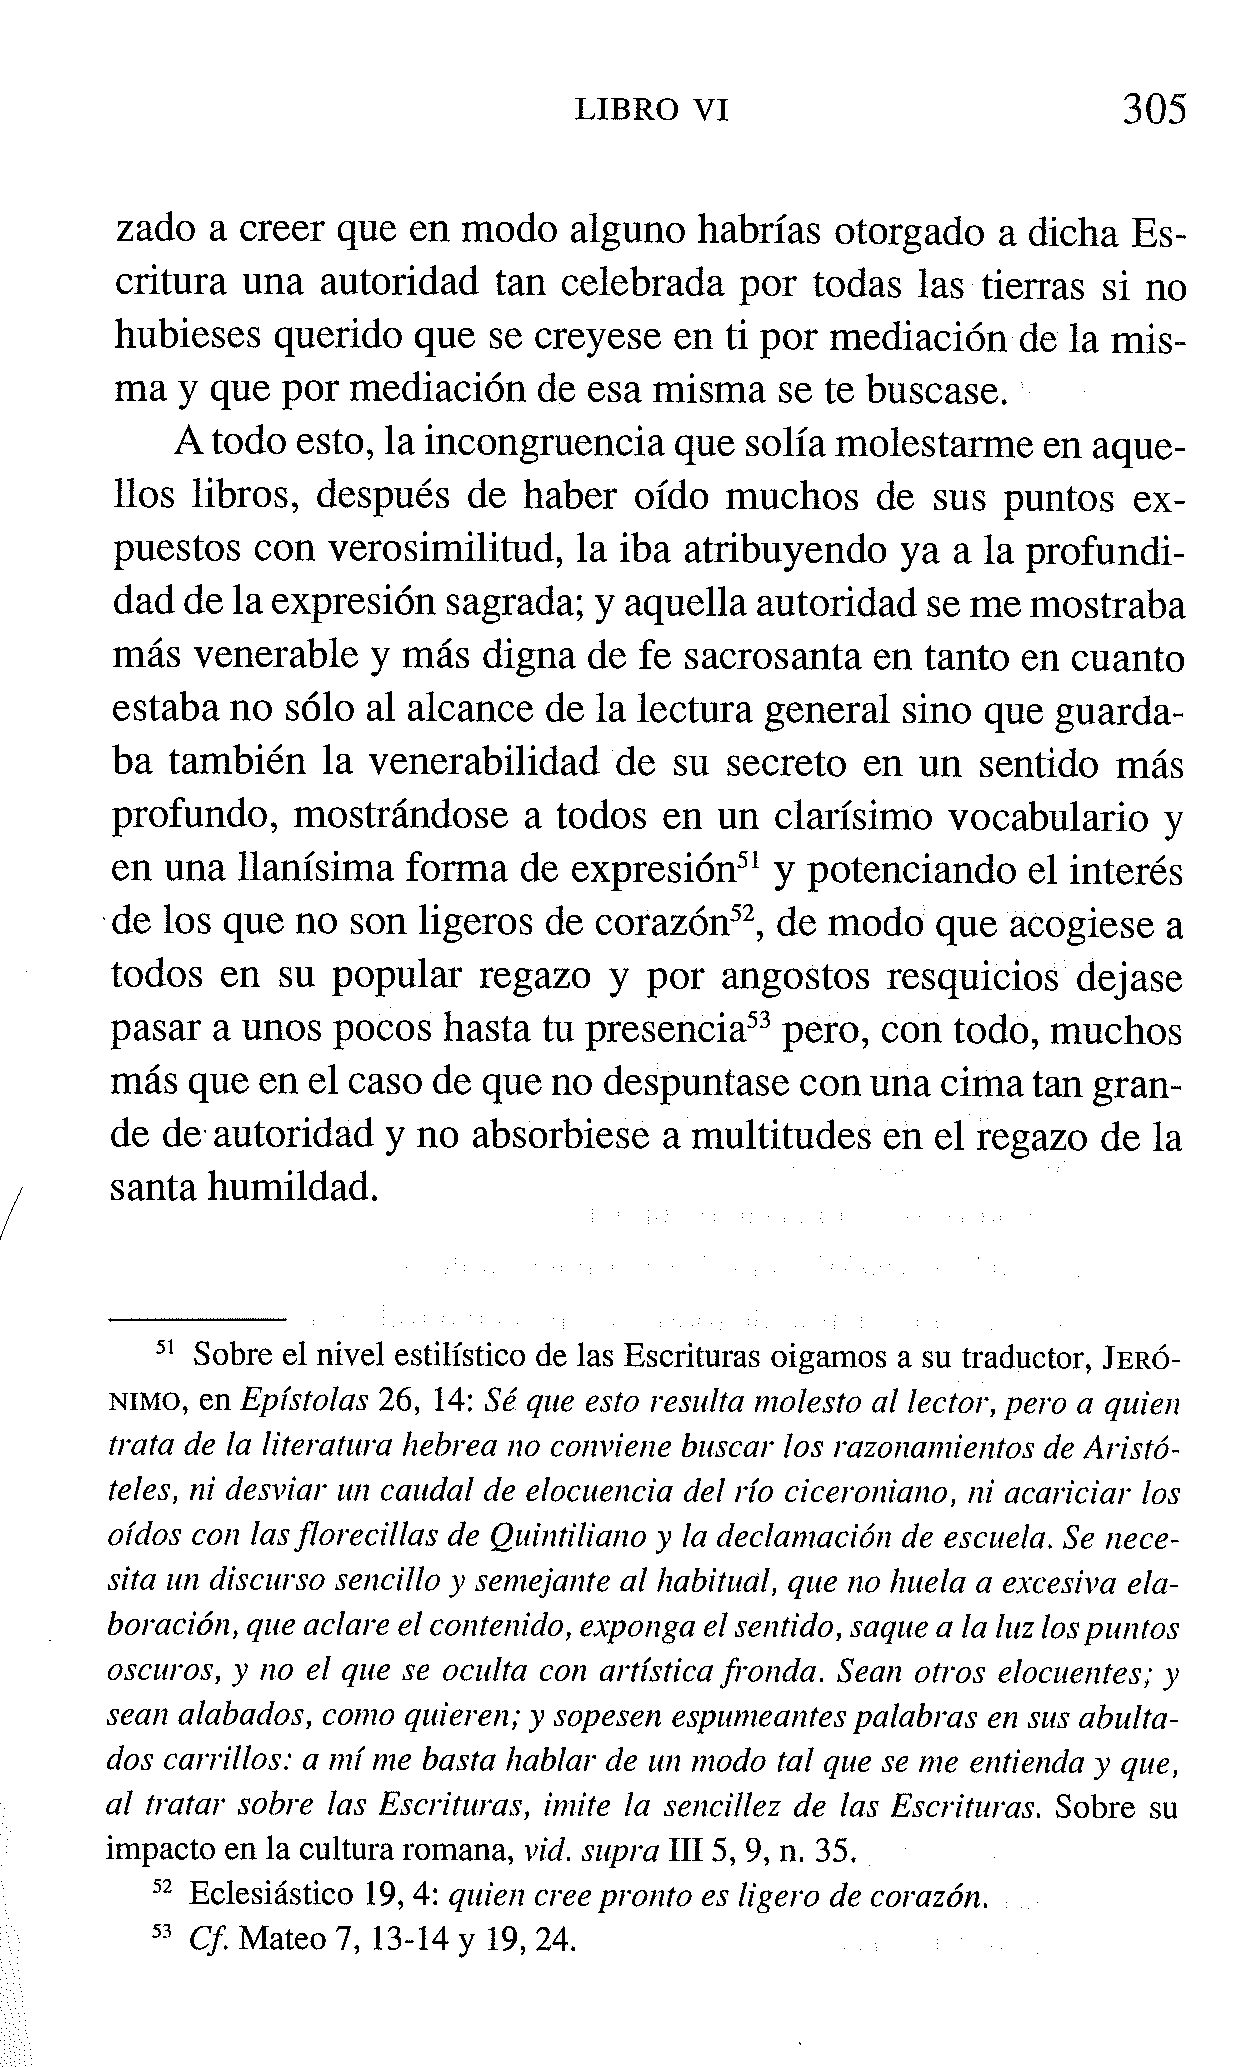 LIBRO VI 305
zado a creer que en modo alguno habrías otorgado a dicha Es-
critura una autoridad tan celebrada por todas las tierras si no
hubieses querido que se creyese en ti por mediación de la mis-
ma y que por mediación de esa misma se te buscase.
A todo esto, la incongruencia que solía molestarme en aque-
llos libros, después de haber oído muchos de sus puntos ex-
puestos con verosimilitud, la iba atribuyendo ya a la profundi-
dad de la expresión sagrada; y aquella autoridad se me mostraba
más venerable y más digna de fe sacrosanta en tanto en cuanto
estaba no sólo al alcance de la lectura general sino que guarda-
ba también la venerabilidad de su secreto en un sentido más
profundo, mostrándose a todos en un clarísimo vocabulario y
en una llanísima forma de expresión⁵¹ y potenciando el interés
de los que no son ligeros de corazón⁵², de modo que acogiese a
todos en su popular regazo y por angostos resquicios dejase
pasar a unos pocos hasta tu presencia⁵³ pero, con todo, muchos
más que en el caso de que no despuntase con una cima tan gran-
de de autoridad y no absorbiese a multitudes en el regazo de la
santa humildad.
⁵¹ Sobre el nivel estilístico de las Escrituras oigamos a su traductor, JERÓ-
NIMO, en Epístolas 26, 14: Sé que esto resulta molesto al lector, pero a quien
trata de la literatura hebrea no conviene buscar los razonamientos de Aristó-
teles, ni desviar un caudal de elocuencia del río ciceroniano, ni acariciar los
oídos con las florecillas de Quintiliano y la declamación de escuela. Se nece-
sita un discurso sencillo y semejante al habitual, que no huela a excesiva ela-
boración, que aclare el contenido, exponga el sentido, saque a la luz los puntos
oscuros, y no el que se oculta con artística fronda. Sean otros elocuentes; y
sean alabados, como quieren; y sopesen espumeantes palabras en sus abulta-
dos carrillos: a mí me basta hablar de un modo tal que se me entienda y que,
al tratar sobre las Escrituras, imite la sencillez de las Escrituras. Sobre su
impacto en la cultura romana, vid. supra III 5, 9, n. 35.
⁵² Eclesiástico 19, 4: quien cree pronto es ligero de corazón.
⁵³ Cf. Mateo 7, 13-14 y 19, 24.